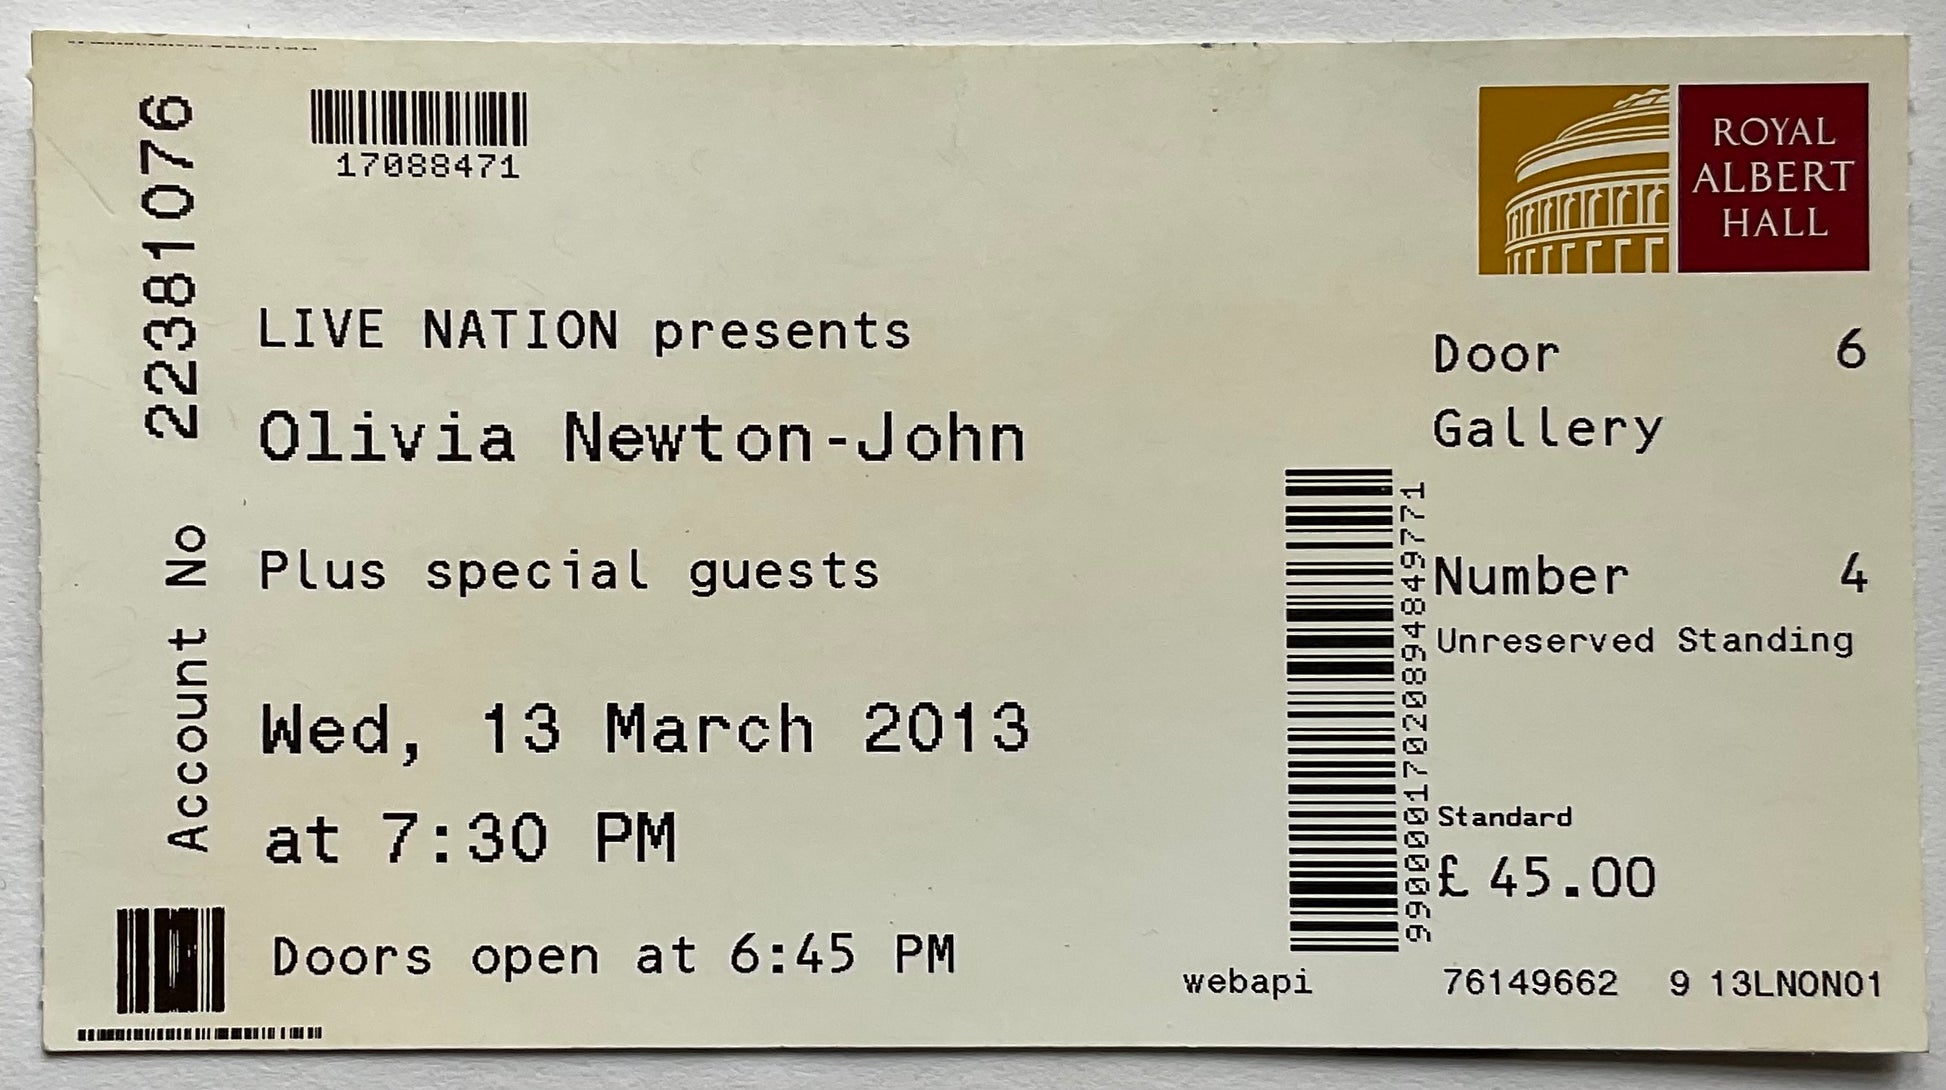 Account No 22381076
17088471
LIVE NATION presents
Olivia Newton-John
Plus special guests
Wed, 13 March 2013
at 7:30 PM
Doors open at 6:45 PM
ROYAL
ALBERT
HALL
Door 6
Gallery
Number 4
Unreserved Standing
Standard
£ 45.00
webapi 76149662 9 13LNON01